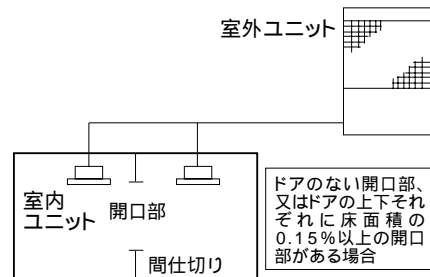 室外ユニット
室内
ユニット
開口部
間仕切り
ドアのない開口部、
又はドアの上下それ
ぞれに床面積の
0.15%以上の開口
部がある場合